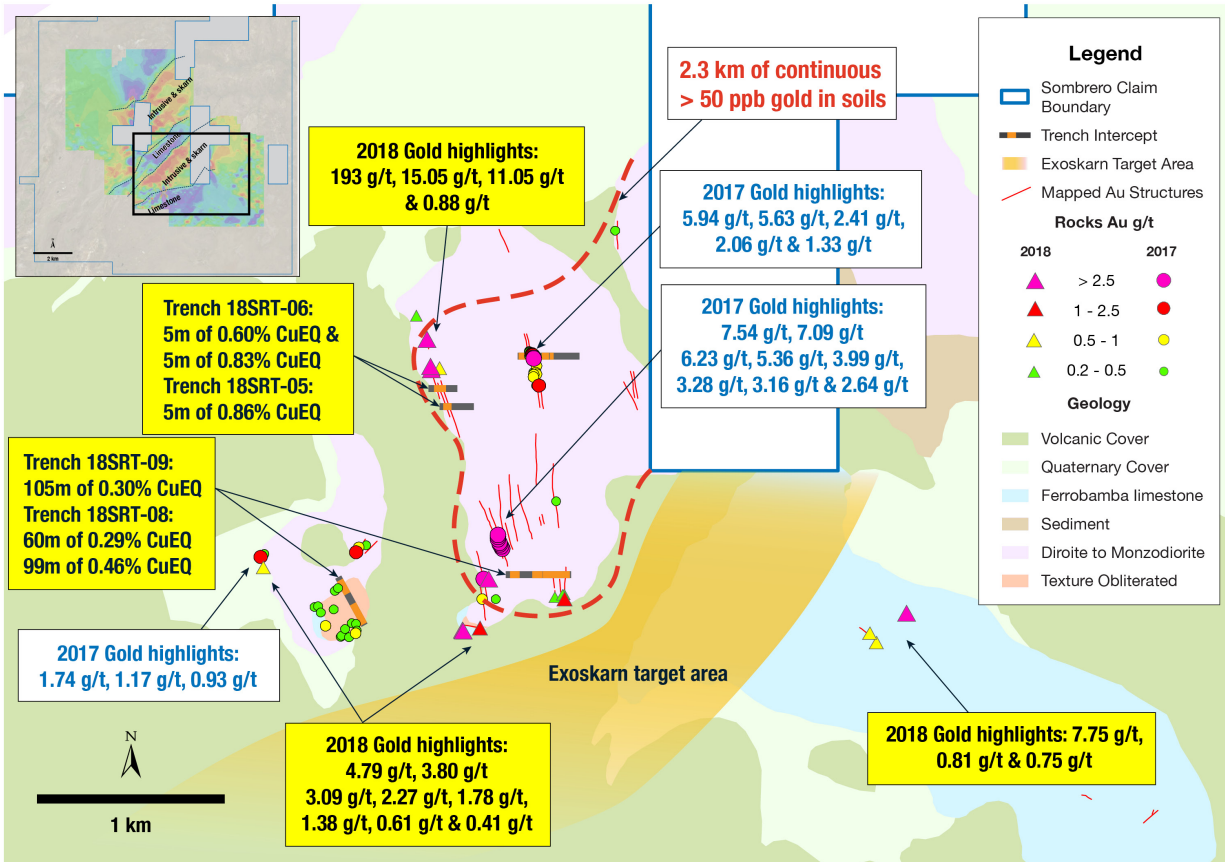 Intrusive & skarn
Limestone
Intrusive & skarn
Limestone
N
2 km
2.3 km of continuous
> 50 ppb gold in soils
2018 Gold highlights:
193 g/t, 15.05 g/t, 11.05 g/t
& 0.88 g/t
2017 Gold highlights:
5.94 g/t, 5.63 g/t, 2.41 g/t,
2.06 g/t & 1.33 g/t
Trench 18SRT-06:
5m of 0.60% CuEQ &
5m of 0.83% CuEQ
Trench 18SRT-05:
5m of 0.86% CuEQ
2017 Gold highlights:
7.54 g/t, 7.09 g/t
6.23 g/t, 5.36 g/t, 3.99 g/t,
3.28 g/t, 3.16 g/t & 2.64 g/t
Trench 18SRT-09:
105m of 0.30% CuEQ
Trench 18SRT-08:
60m of 0.29% CuEQ
99m of 0.46% CuEQ
2017 Gold highlights:
1.74 g/t, 1.17 g/t, 0.93 g/t
Exoskarn target area
2018 Gold highlights:
4.79 g/t, 3.80 g/t
3.09 g/t, 2.27 g/t, 1.78 g/t,
1.38 g/t, 0.61 g/t & 0.41 g/t
2018 Gold highlights: 7.75 g/t,
0.81 g/t & 0.75 g/t
N
1 km
Legend
Sombrero Claim
Boundary
Trench Intercept
Exoskarn Target Area
Mapped Au Structures
Rocks Au g/t
2018 2017
> 2.5
1 - 2.5
0.5 - 1
0.2 - 0.5
Geology
Volcanic Cover
Quaternary Cover
Ferrobamba limestone
Sediment
Diroite to Monzodiorite
Texture Obliterated